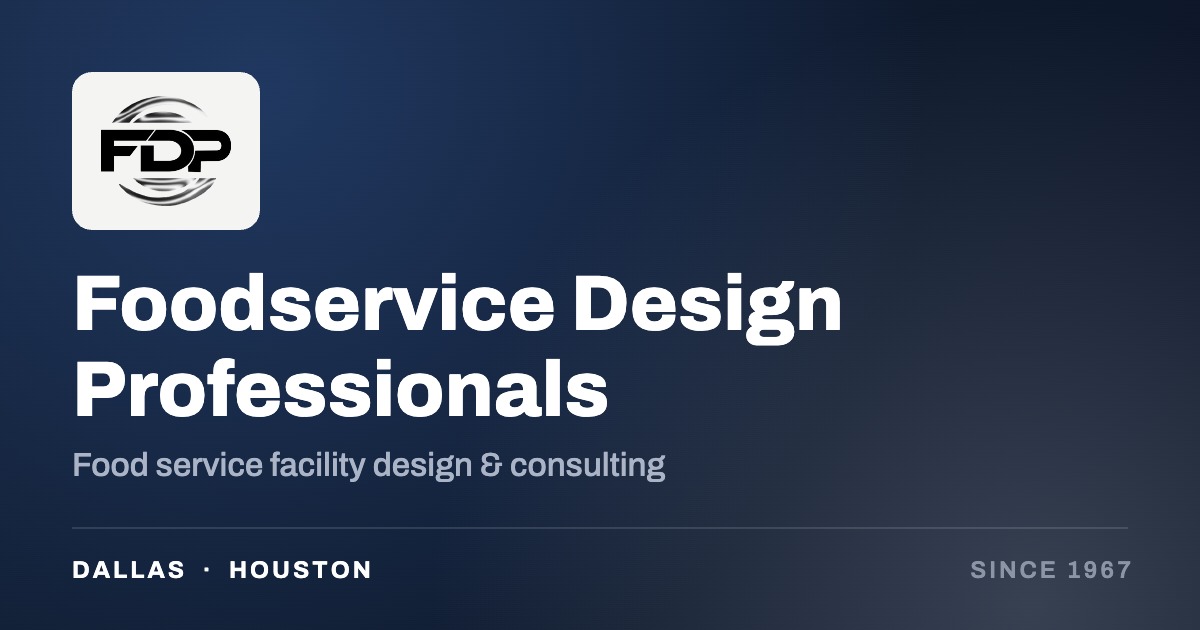 FDP
Foodservice Design
Professionals
Food service facility design & consulting
DALLAS · HOUSTON
SINCE 1967